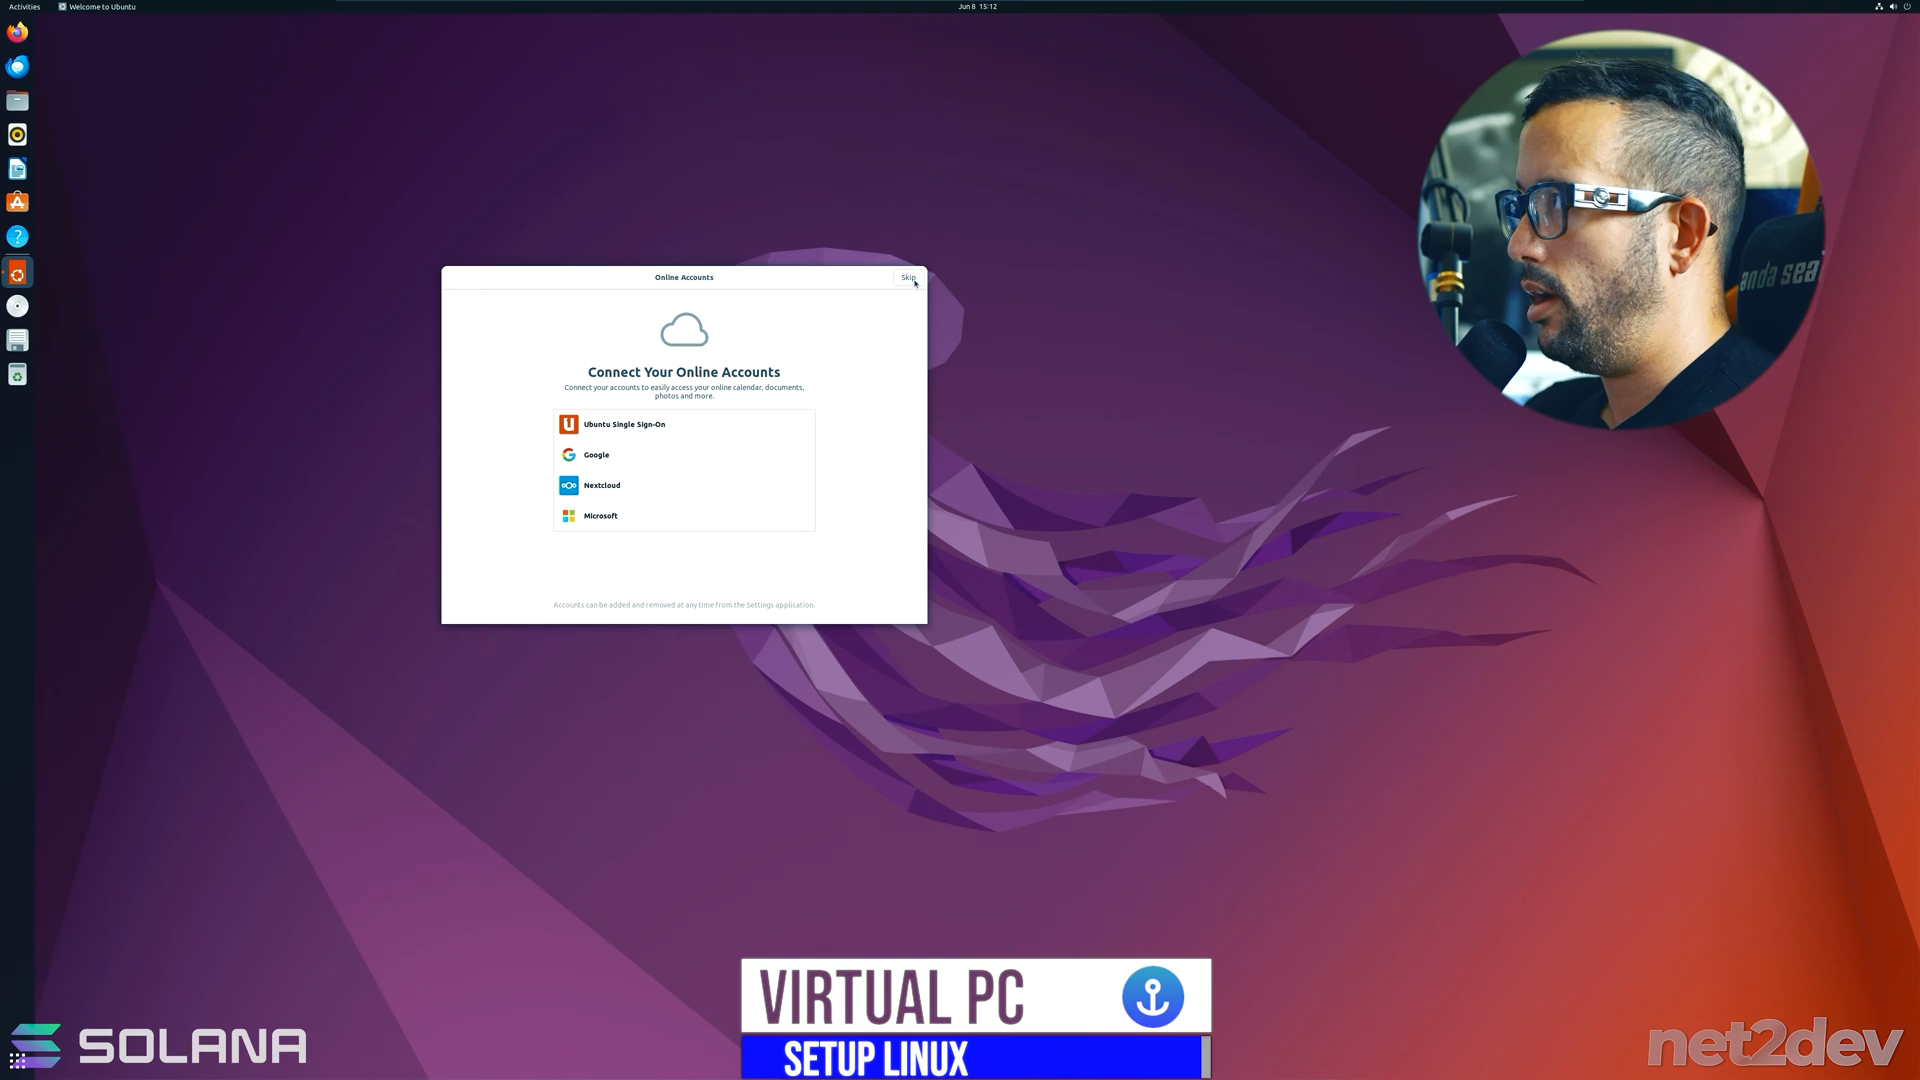 Activities
Welcome to Ubuntu
Jun 8 15:12
Online Accounts
Skip
Connect Your Online Accounts
Connect your accounts to easily access your online calendar, documents,
photos and more.
Ubuntu Single Sign-On
Google
Nextcloud
Microsoft
Accounts can be added and removed at any time from the Settings application.
anda sea
VIRTUAL PC
SETUP LINUX
SOLANA
net2dev